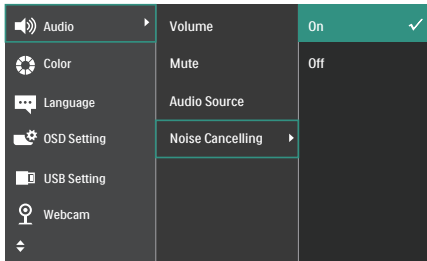 Audio
Color
Language
OSD Setting
USB Setting
Webcam
Volume
Mute
Audio Source
Noise Cancelling
On
Off